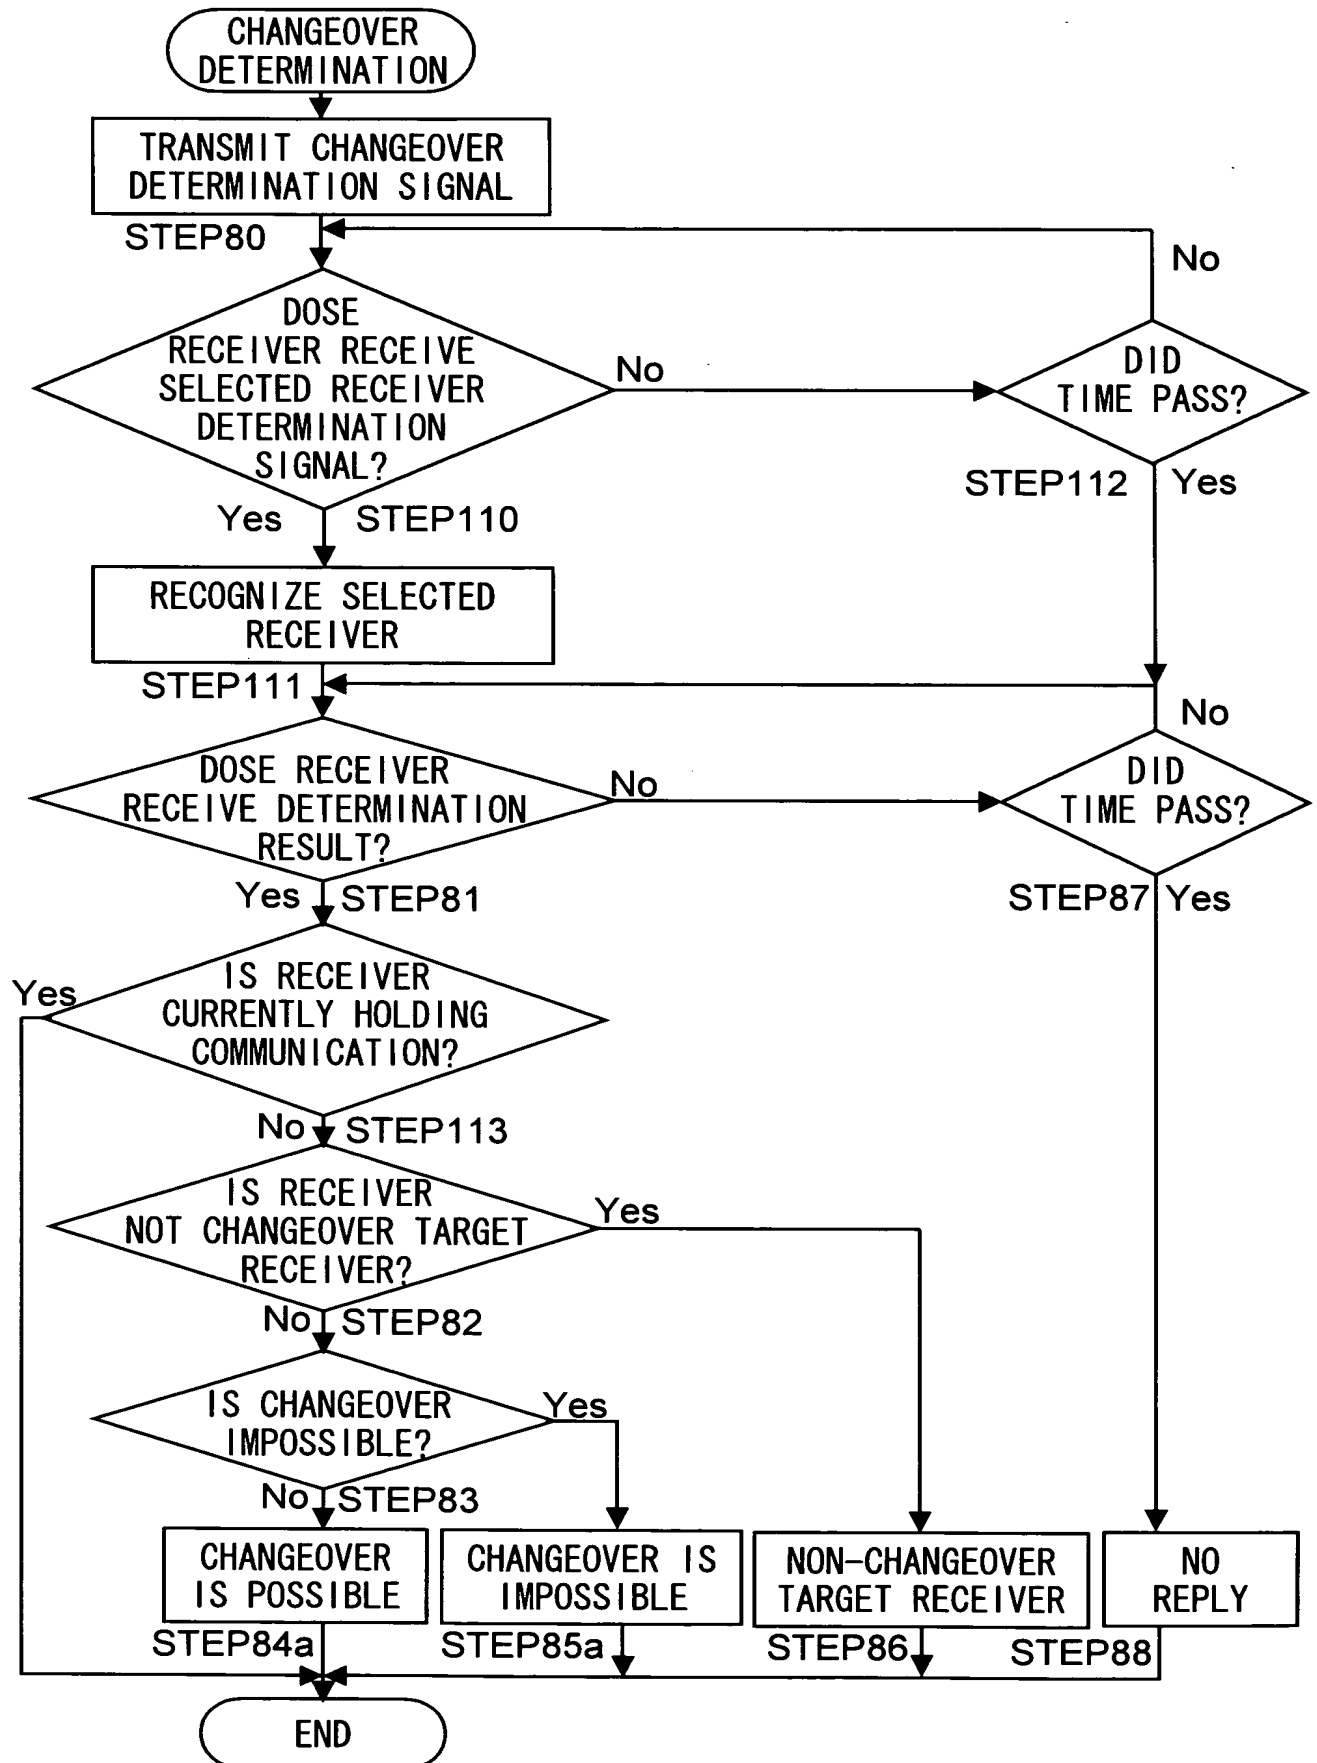 CHANGEOVER
DETERMINATION
TRANSMIT CHANGEOVER
DETERMINATION SIGNAL
STEP80
No
DOSE
RECEIVER RECEIVE
SELECTED RECEIVER
DETERMINATION
SIGNAL?
No
DID
TIME PASS?
STEP112
Yes
Yes
STEP110
RECOGNIZE SELECTED
RECEIVER
STEP111
No
DOSE RECEIVER
RECEIVE DETERMINATION
RESULT?
No
DID
TIME PASS?
STEP87
Yes
Yes
STEP81
IS RECEIVER
CURRENTLY HOLDING
COMMUNICATION?
Yes
No
STEP113
IS RECEIVER
NOT CHANGEOVER TARGET
RECEIVER?
Yes
No
STEP82
IS CHANGEOVER
IMPOSSIBLE?
Yes
No
STEP83
CHANGEOVER
IS POSSIBLE
STEP84a
CHANGEOVER IS
IMPOSSIBLE
STEP85a
NON-CHANGEOVER
TARGET RECEIVER
STEP86
NO
REPLY
STEP88
END